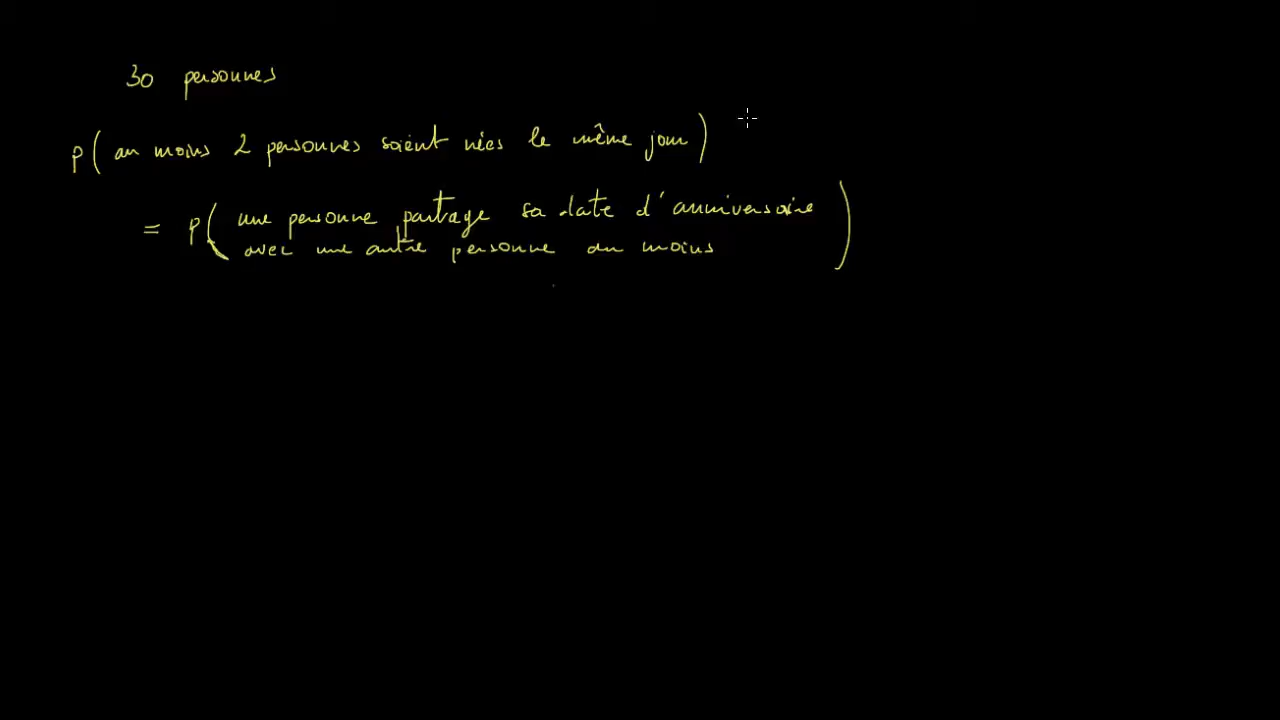 30 personnes
p( au moins 2 personnes soient nées le même jour)
= p( une personne partage sa date d'anniversaire
avec une autre personne au moins )